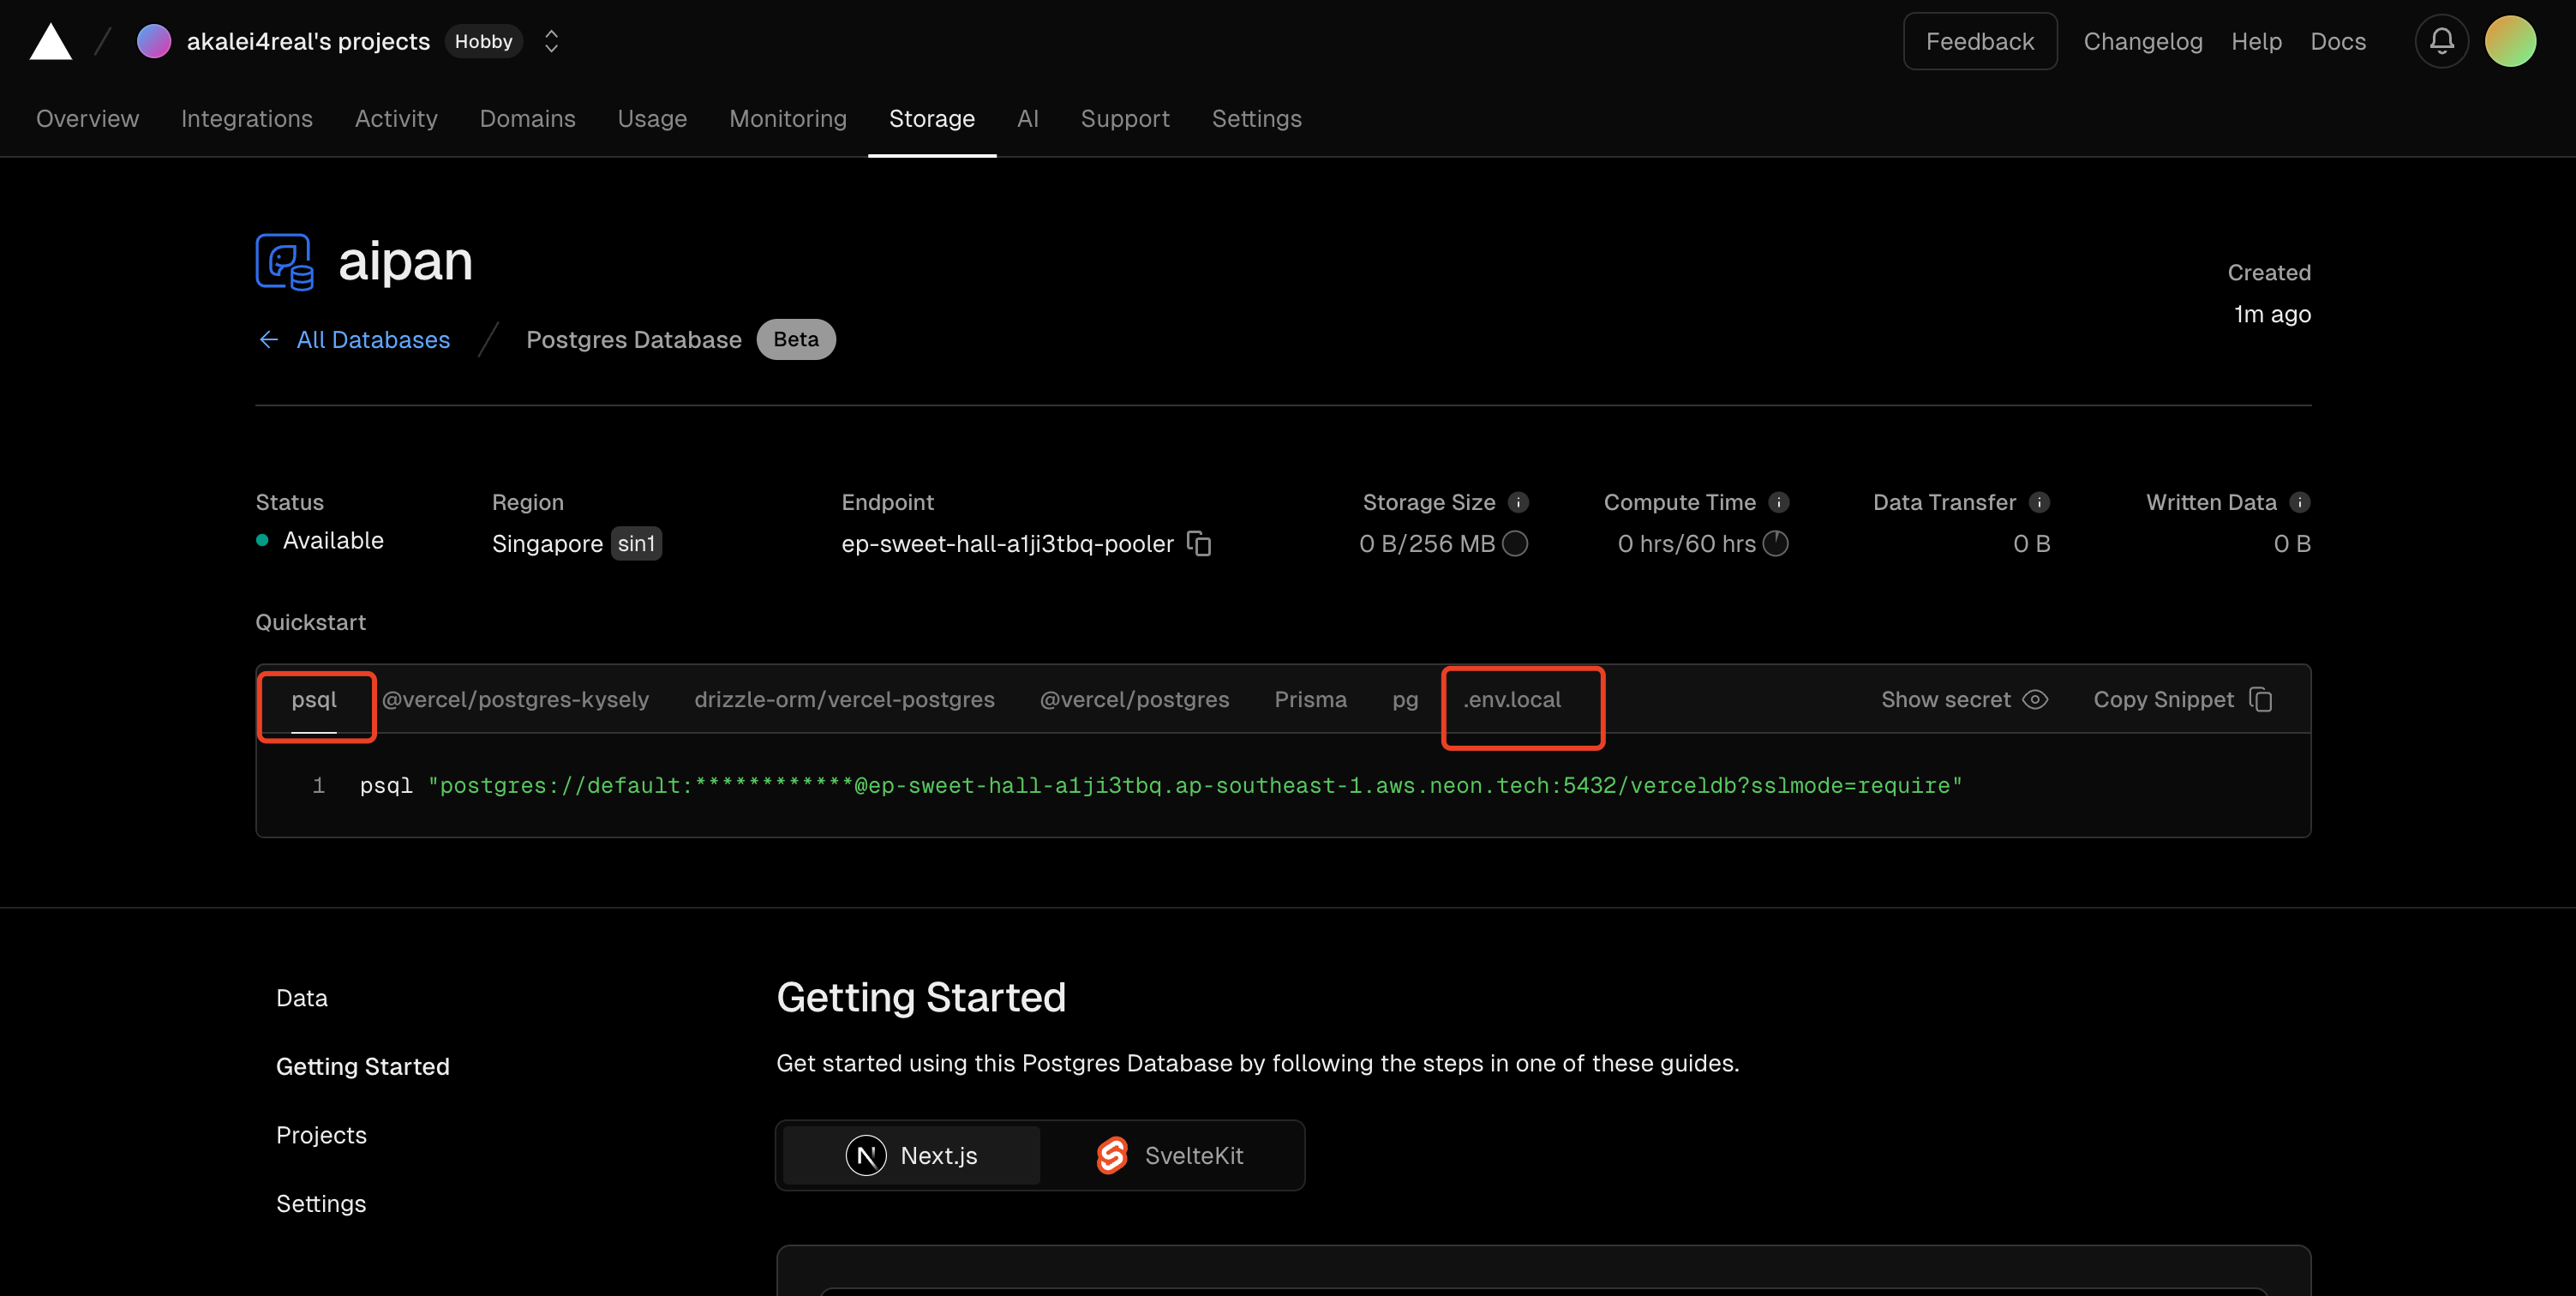 akalei4real's projects Hobby Feedback Changelog Help Docs
Overview Integrations Activity Domains Usage Monitoring Storage AI Support Settings
aipan
Created
1m ago
All Databases Postgres Database Beta
Status Region Endpoint Storage Size Compute Time Data Transfer Written Data
Available Singapore sin1 ep-sweet-hall-a1ji3tbq-pooler 0 B/256 MB 0 hrs/60 hrs 0 B 0 B
Quickstart
psql @vercel/postgres-kysely drizzle-orm/vercel-postgres @vercel/postgres Prisma pg .env.local Show secret Copy Snippet
1 psql "postgres://default:************@ep-sweet-hall-a1ji3tbq.ap-southeast-1.aws.neon.tech:5432/verceldb?sslmode=require"
Data
Getting Started
Projects
Settings
Getting Started
Get started using this Postgres Database by following the steps in one of these guides.
Next.js SvelteKit